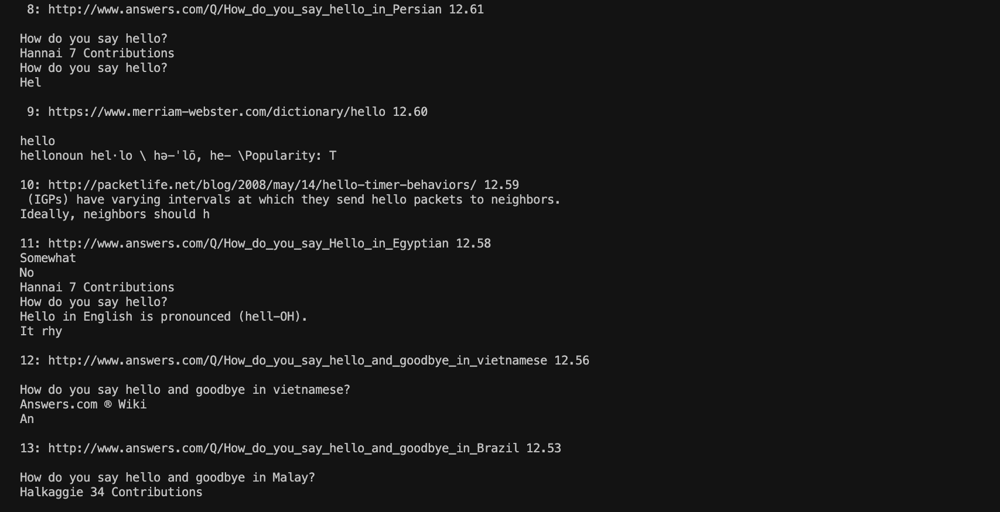 8: http://www.answers.com/Q/How_do_you_say_hello_in_Persian 12.61
How do you say hello?
Hannai 7 Contributions
How do you say hello?
Hel
9: https://www.merriam-webster.com/dictionary/hello 12.60
hello
hellonoun hel·lo \ hə-ˈlō, he- \Popularity: T
10: http://packetlife.net/blog/2008/may/14/hello-timer-behaviors/ 12.59
(IGPs) have varying intervals at which they send hello packets to neighbors.
Ideally, neighbors should h
11: http://www.answers.com/Q/How_do_you_say_Hello_in_Egyptian 12.58
Somewhat
No
Hannai 7 Contributions
How do you say hello?
Hello in English is pronounced (hell-OH).
It rhy
12: http://www.answers.com/Q/How_do_you_say_hello_and_goodbye_in_vietnamese 12.56
How do you say hello and goodbye in vietnamese?
Answers.com ® Wiki
An
13: http://www.answers.com/Q/How_do_you_say_hello_and_goodbye_in_Brazil 12.53
How do you say hello and goodbye in Malay?
Halkaggie 34 Contributions